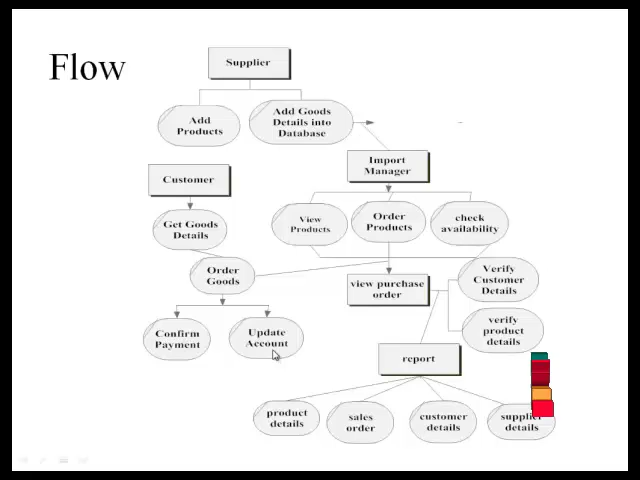 Flow
Supplier
Add
Products
Add Goods
Details into
Database
Import
Manager
Customer
View
Products
Order
Products
check
availability
Get Goods
Details
Order
Goods
view purchase
order
Verify
Customer
Details
Confirm
Payment
Update
Account
verify
product
details
report
product
details
sales
order
customer
details
supplier
details